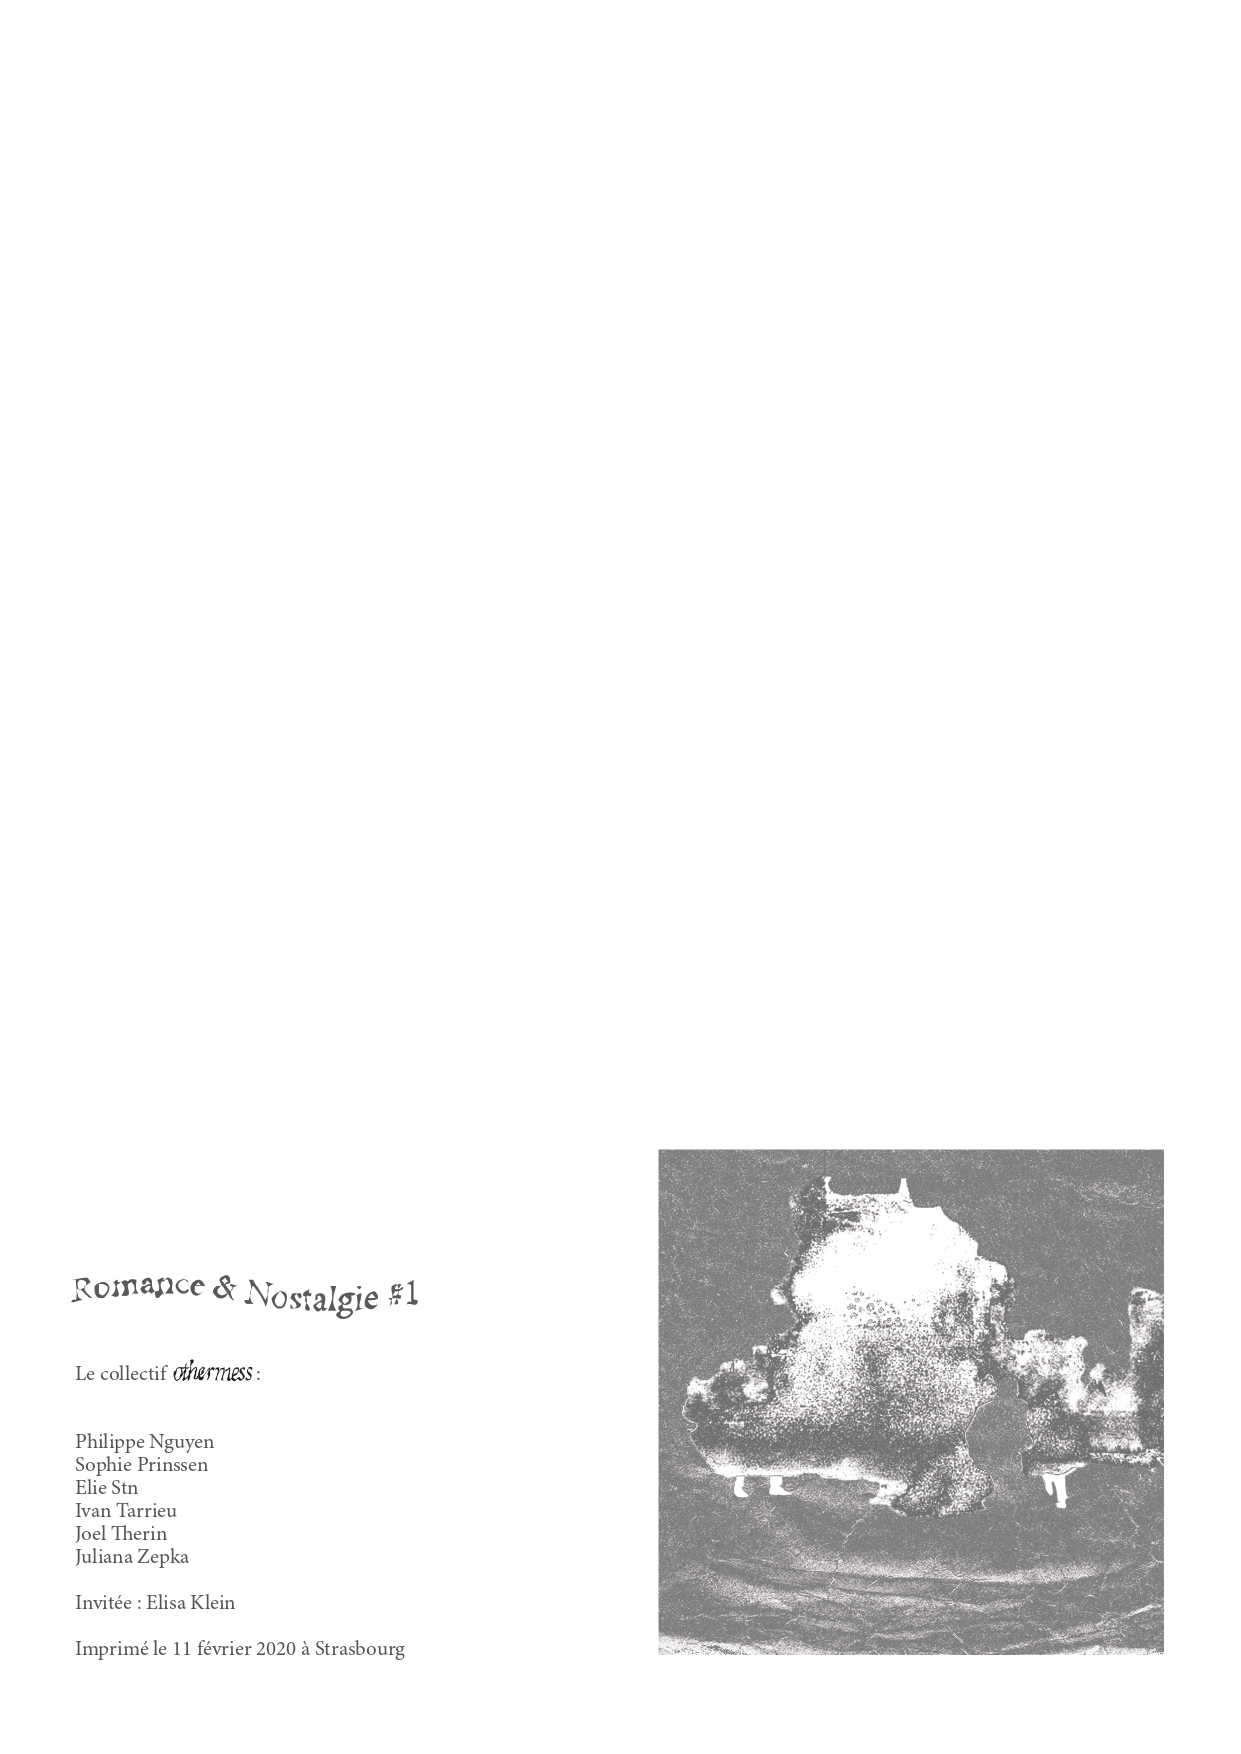 Romance & Nostalgie #1
Le collectif othermess :
Philippe Nguyen
Sophie Prinssen
Elie Stn
Ivan Tarrieu
Joel Therin
Juliana Zepka
Invitée : Elisa Klein
Imprimé le 11 février 2020 à Strasbourg